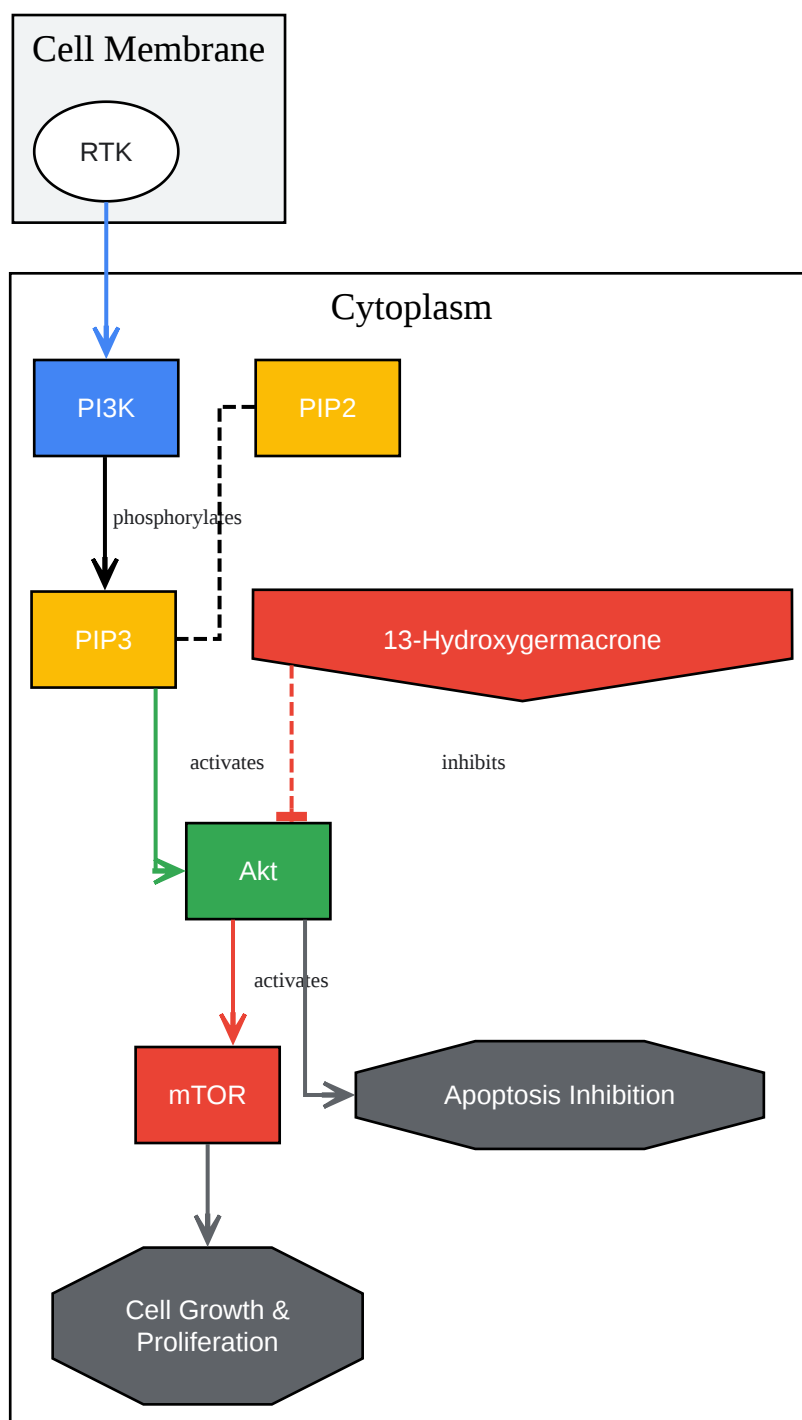 Cell Membrane
RTK
Cytoplasm
PI3K
PIP2
phosphorylates
PIP3
13-Hydroxygermacrone
activates
inhibits
Akt
activates
mTOR
Apoptosis Inhibition
Cell Growth &
Proliferation